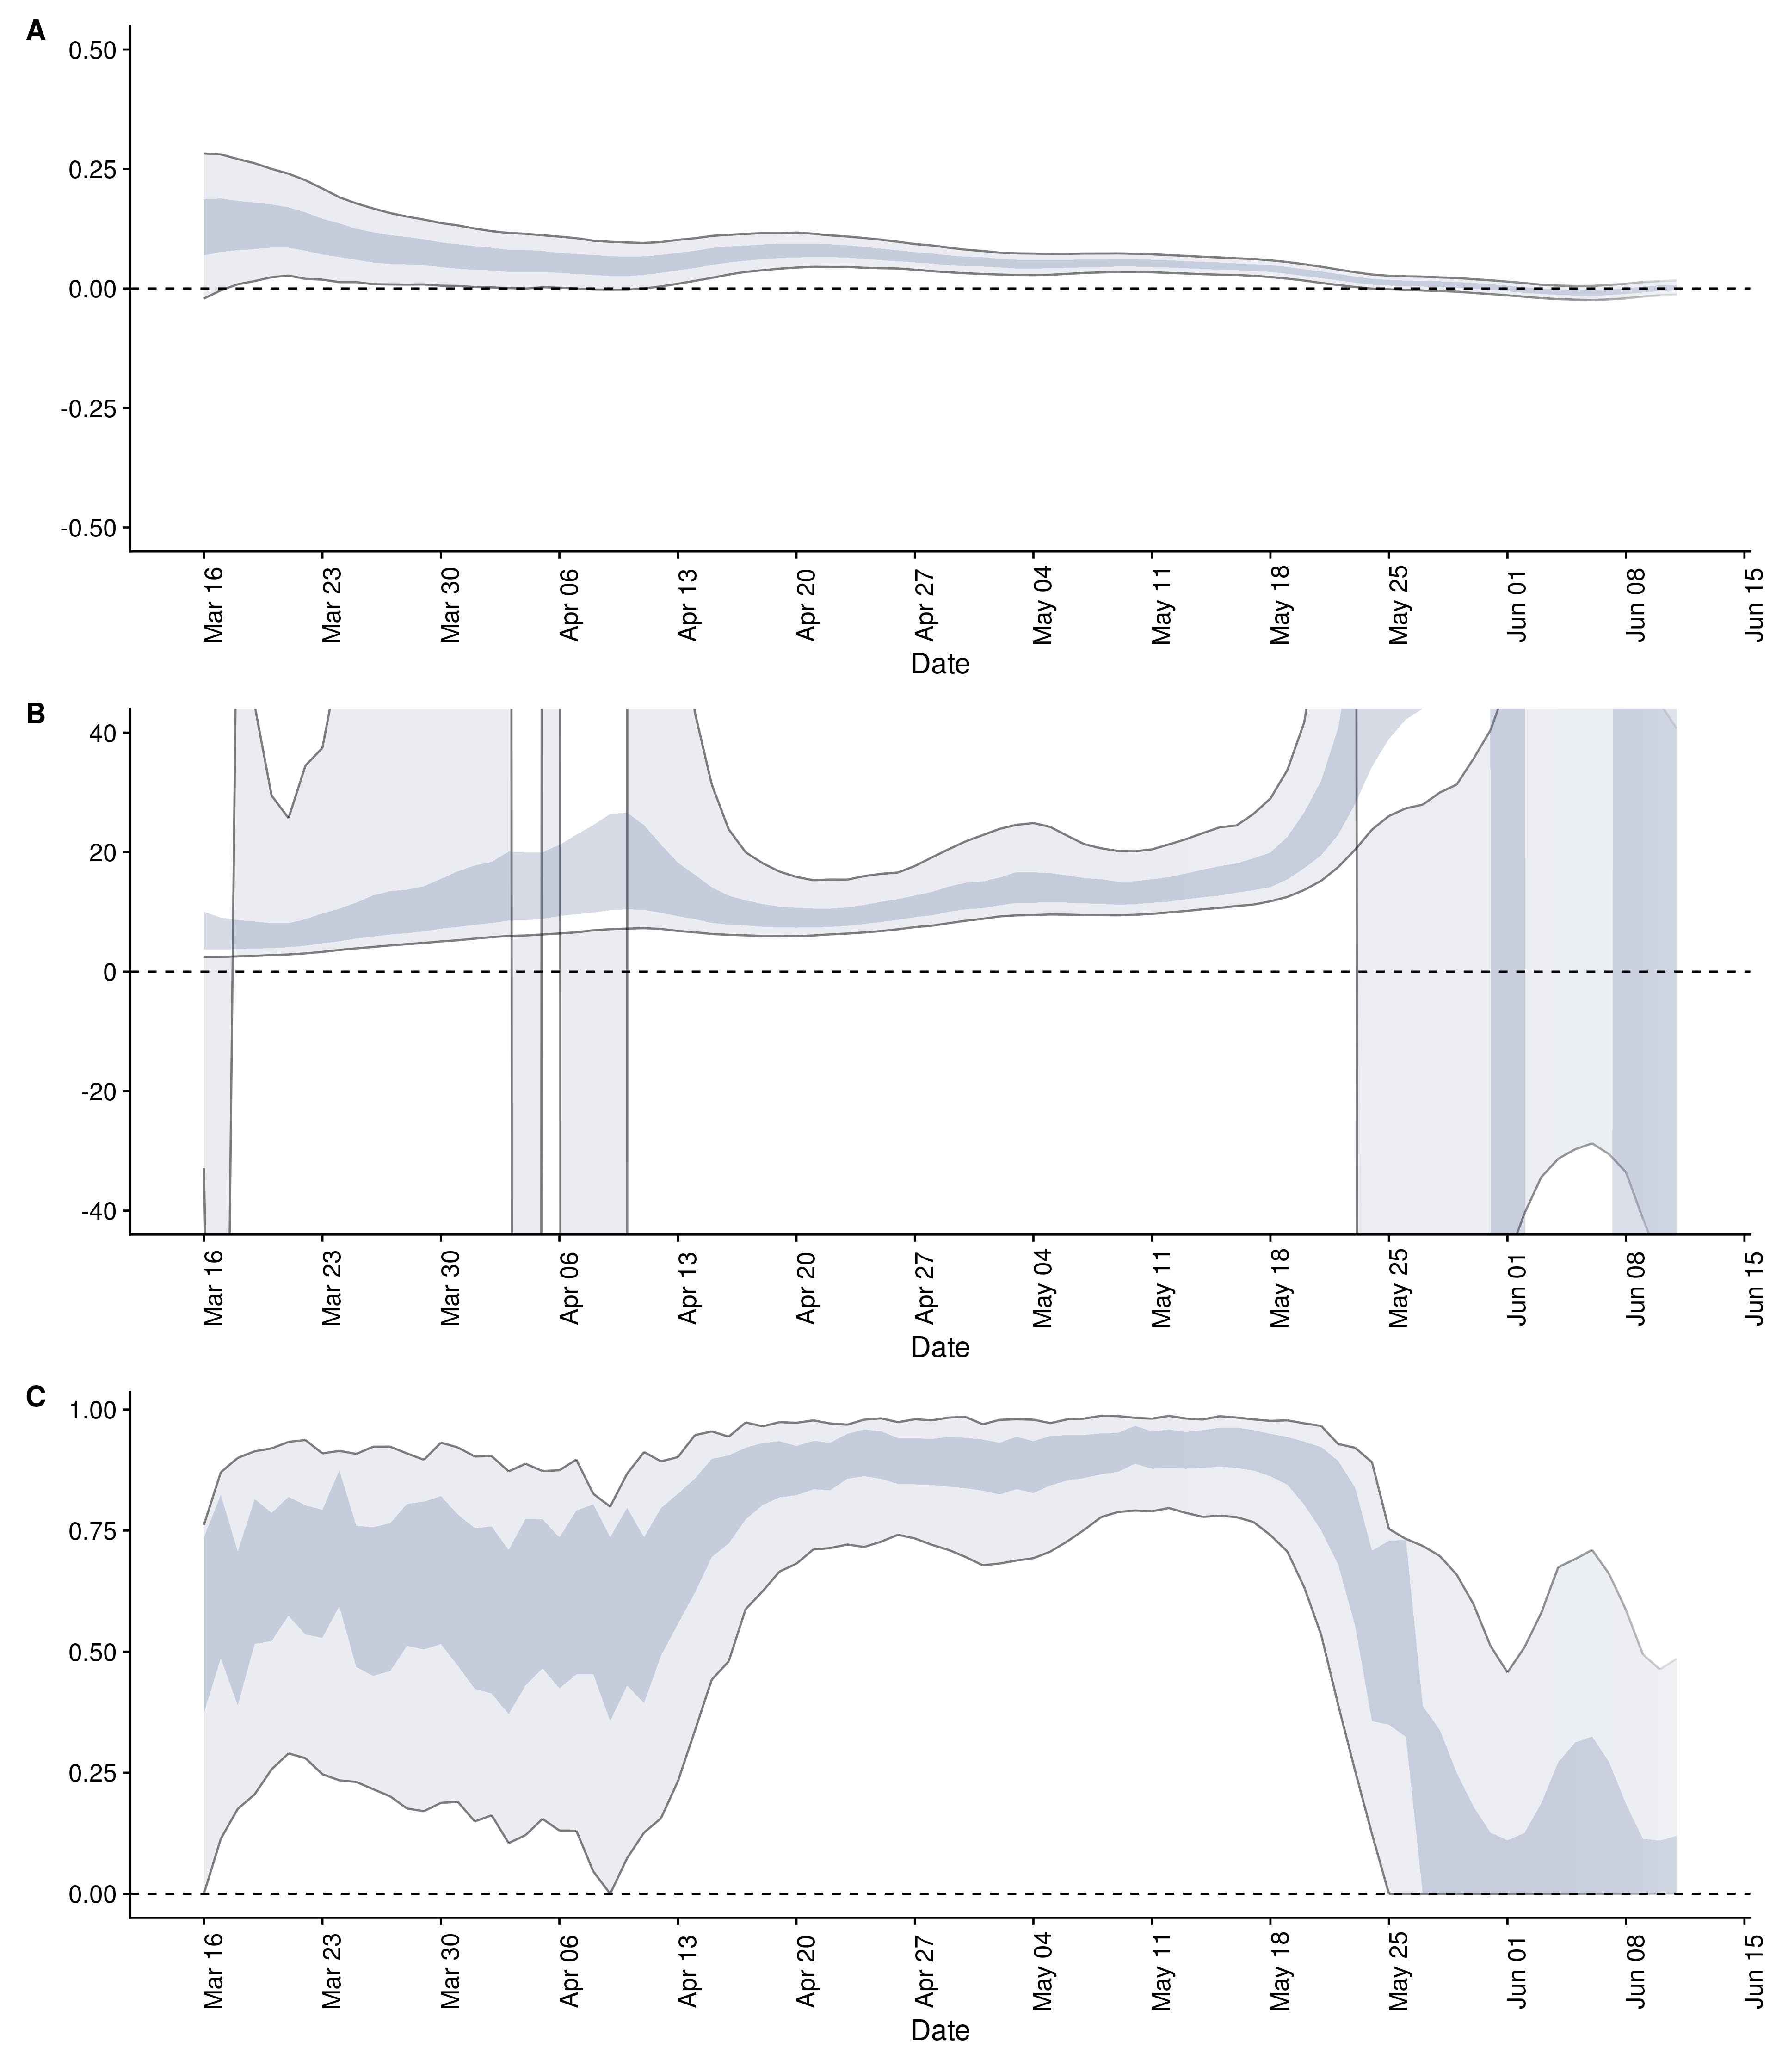 A
0.50
0.25
0.00
-0.25
-0.50
Mar 16
Mar 23
Mar 30
Apr 06
Apr 13
Apr 20
Apr 27
May 04
May 11
May 18
May 25
Jun 01
Jun 08
Jun 15
Date
B
40
20
0
-20
-40
Mar 16
Mar 23
Mar 30
Apr 06
Apr 13
Apr 20
Apr 27
May 04
May 11
May 18
May 25
Jun 01
Jun 08
Jun 15
Date
C
1.00
0.75
0.50
0.25
0.00
Mar 16
Mar 23
Mar 30
Apr 06
Apr 13
Apr 20
Apr 27
May 04
May 11
May 18
May 25
Jun 01
Jun 08
Jun 15
Date